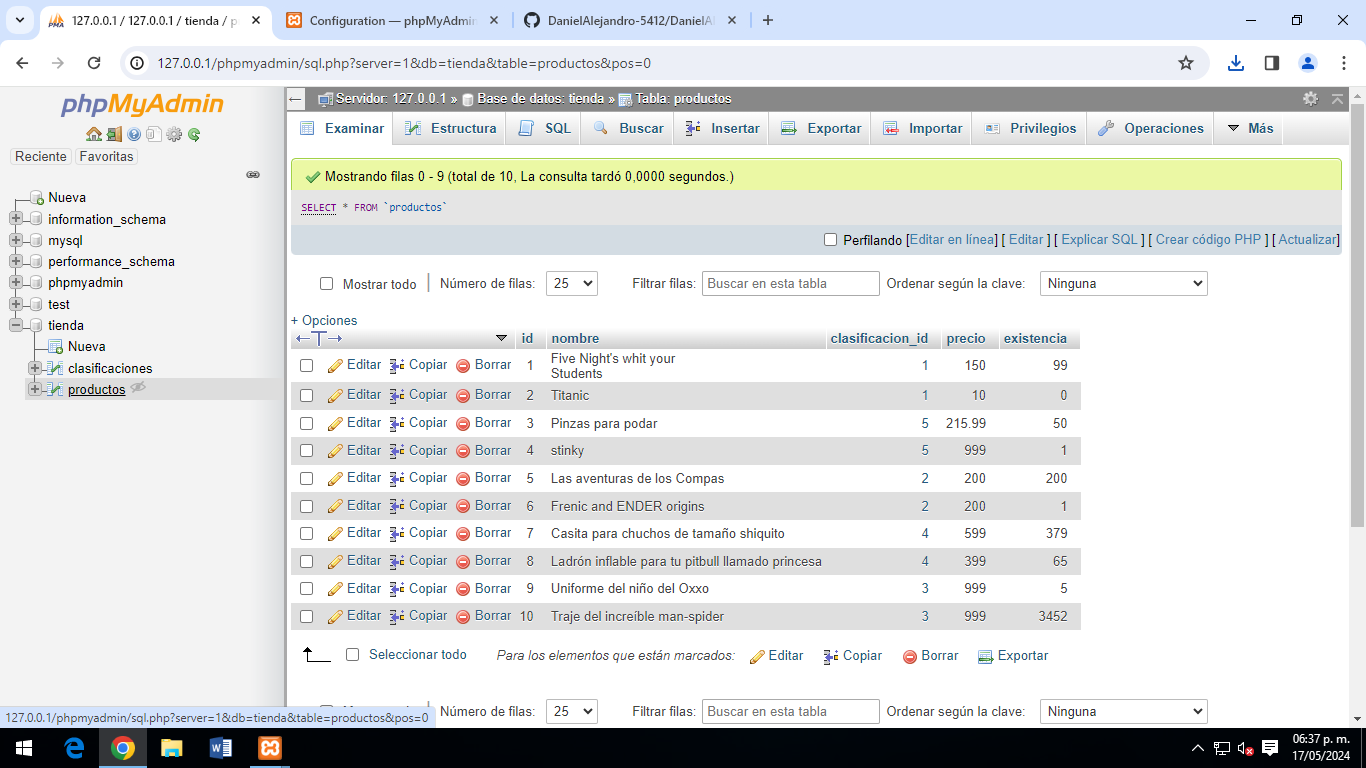 127.0.0.1 / 127.0.0.1 / tienda / p
Configuration — phpMyAdmin
DanielAlejandro-5412/DanielAl
127.0.0.1/phpmyadmin/sql.php?server=1&db=tienda&table=productos&pos=0
phpMyAdmin
Reciente Favoritas
Nueva
information_schema
mysql
performance_schema
phpmyadmin
test
tienda
Nueva
clasificaciones
productos
Servidor: 127.0.0.1 » Base de datos: tienda » Tabla: productos
Examinar Estructura SQL Buscar Insertar Exportar Importar Privilegios Operaciones Más
Mostrando filas 0 - 9 (total de 10, La consulta tardó 0,0000 segundos.)
SELECT * FROM `productos`
Perfilando [Editar en línea] [ Editar ] [ Explicar SQL ] [ Crear código PHP ] [ Actualizar]
Mostrar todo Número de filas: 25 Filtrar filas: Buscar en esta tabla Ordenar según la clave: Ninguna
+ Opciones
id nombre clasificacion_id precio existencia
Editar Copiar Borrar 1 Five Night's whit your
Students 1 150 99
Editar Copiar Borrar 2 Titanic 1 10 0
Editar Copiar Borrar 3 Pinzas para podar 5 215.99 50
Editar Copiar Borrar 4 stinky 5 999 1
Editar Copiar Borrar 5 Las aventuras de los Compas 2 200 200
Editar Copiar Borrar 6 Frenic and ENDER origins 2 200 1
Editar Copiar Borrar 7 Casita para chuchos de tamaño shiquito 4 599 379
Editar Copiar Borrar 8 Ladrón inflable para tu pitbull llamado princesa 4 399 65
Editar Copiar Borrar 9 Uniforme del niño del Oxxo 3 999 5
Editar Copiar Borrar 10 Traje del increíble man-spider 3 999 3452
Seleccionar todo Para los elementos que están marcados: Editar Copiar Borrar Exportar
Número de filas: 25 Filtrar filas: Buscar en esta tabla Ordenar según la clave: Ninguna
127.0.0.1/phpmyadmin/sql.php?server=1&db=tienda&table=productos&pos=0
06:37 p. m.
17/05/2024